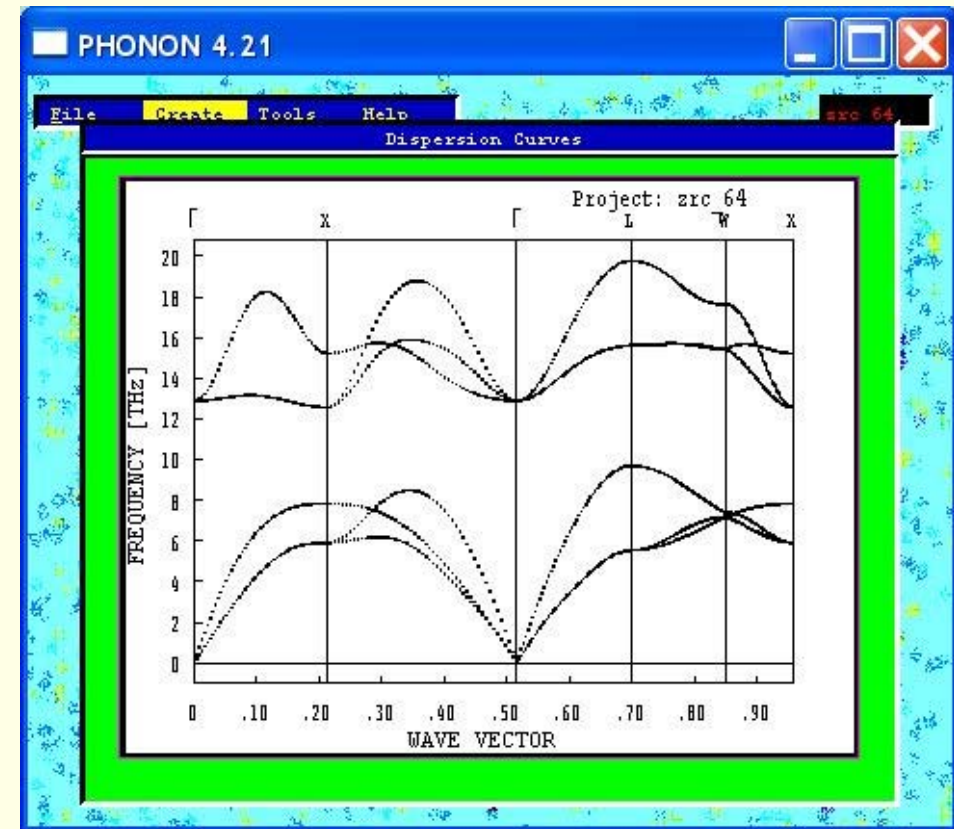 PHONON 4.21
File Create Tools Help zrc 64
Dispersion Curves
Project: zrc 64
Γ X Γ L W X
20
18
16
14
12
10
8
6
4
2
0
FREQUENCY [THz]
0 .10 .20 .30 .40 .50 .60 .70 .80 .90
WAVE VECTOR